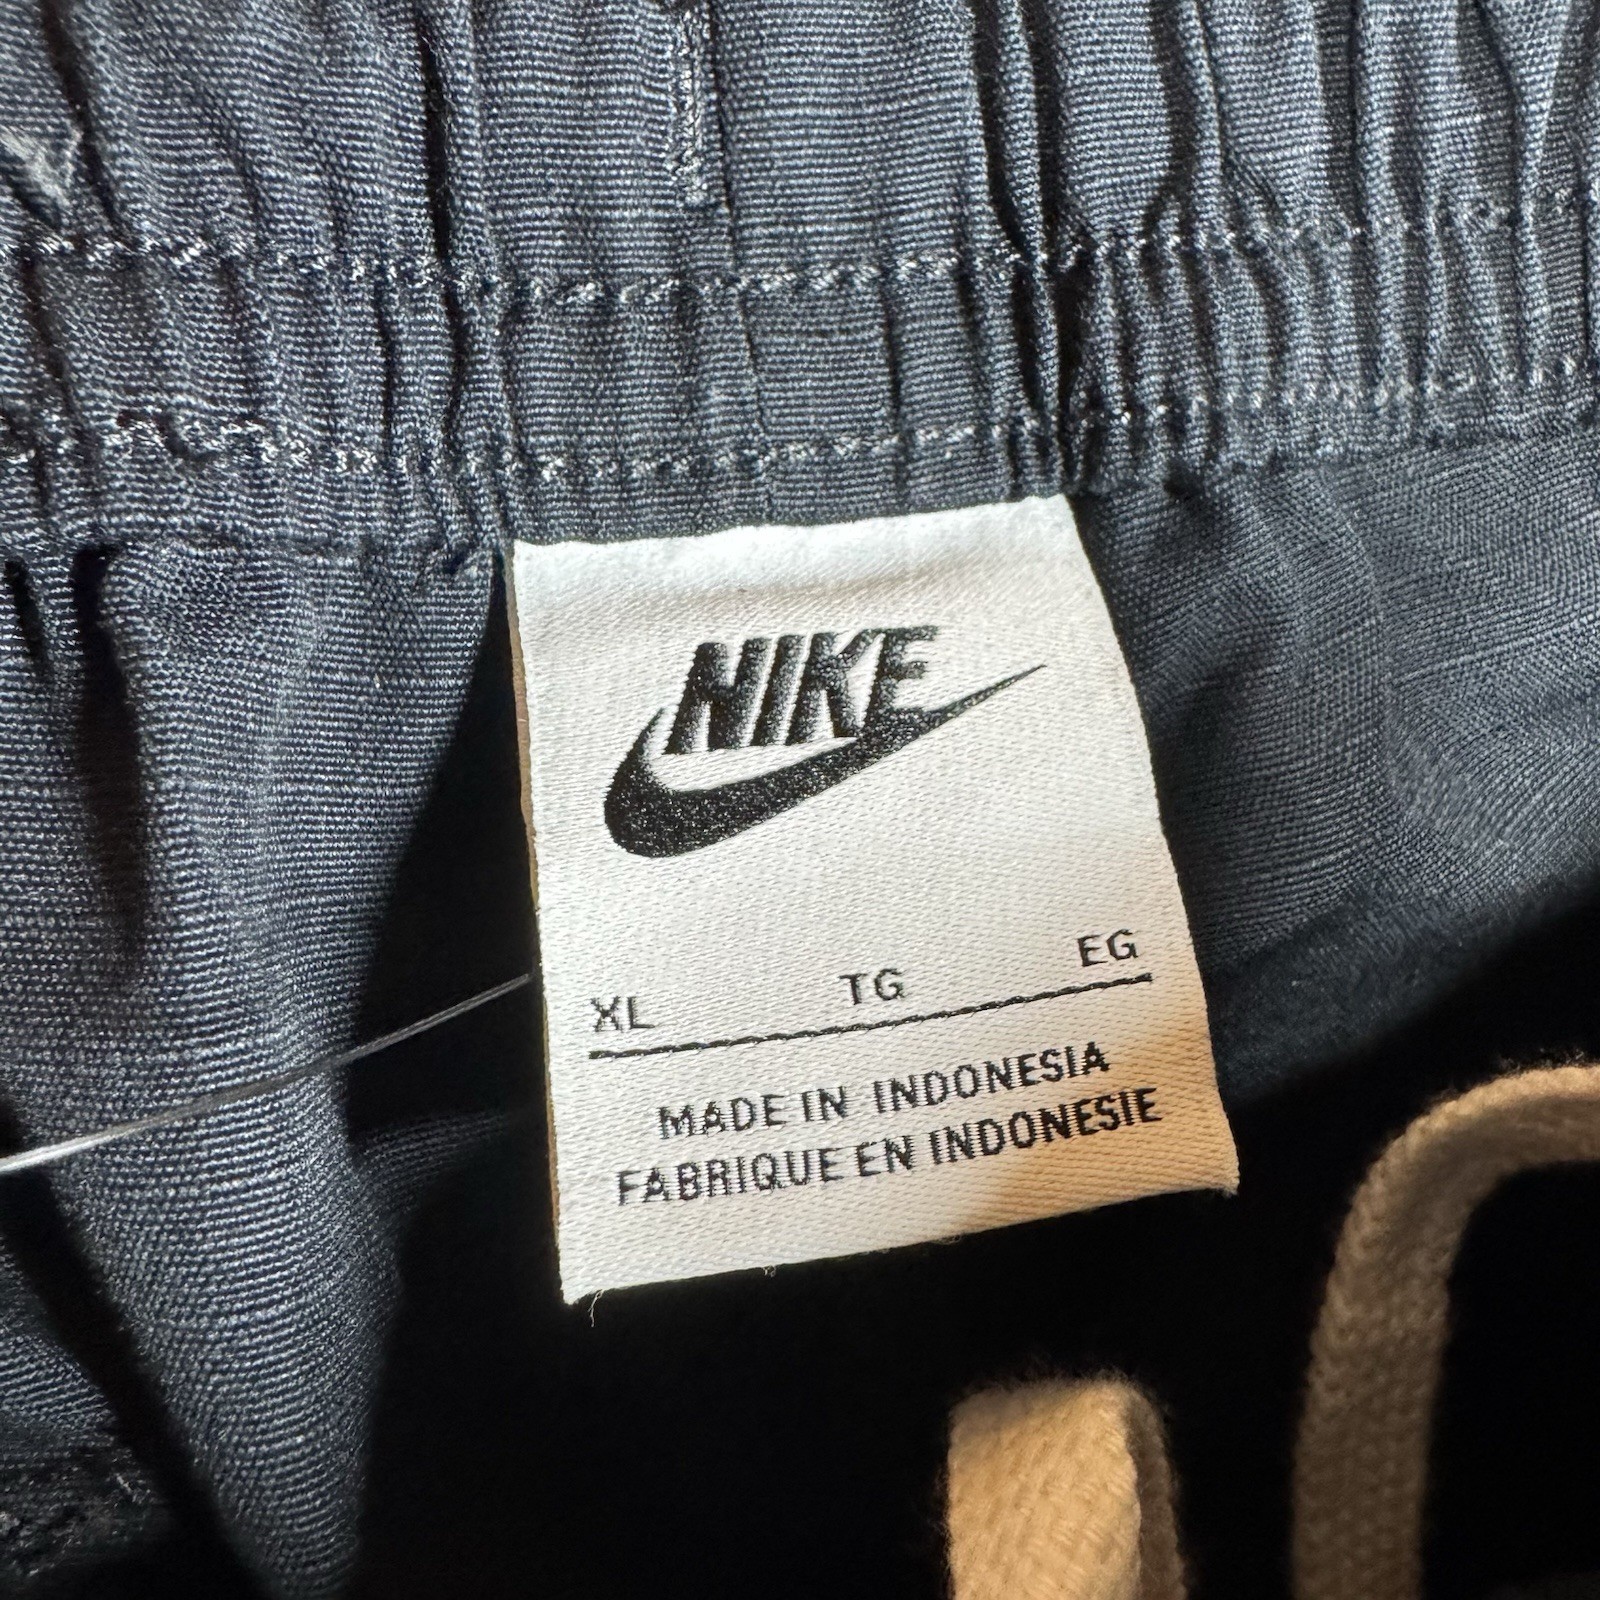 NIKE
XL TG EG
MADE IN INDONESIA
FABRIQUE EN INDONESIE